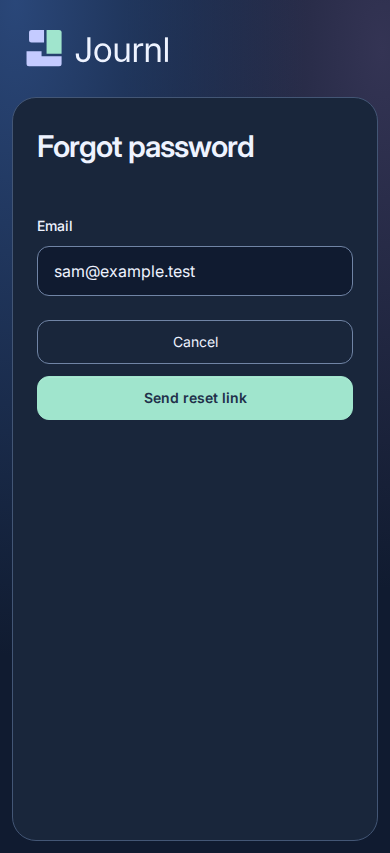 Journl
Forgot password
Email
sam@example.test
Cancel
Send reset link